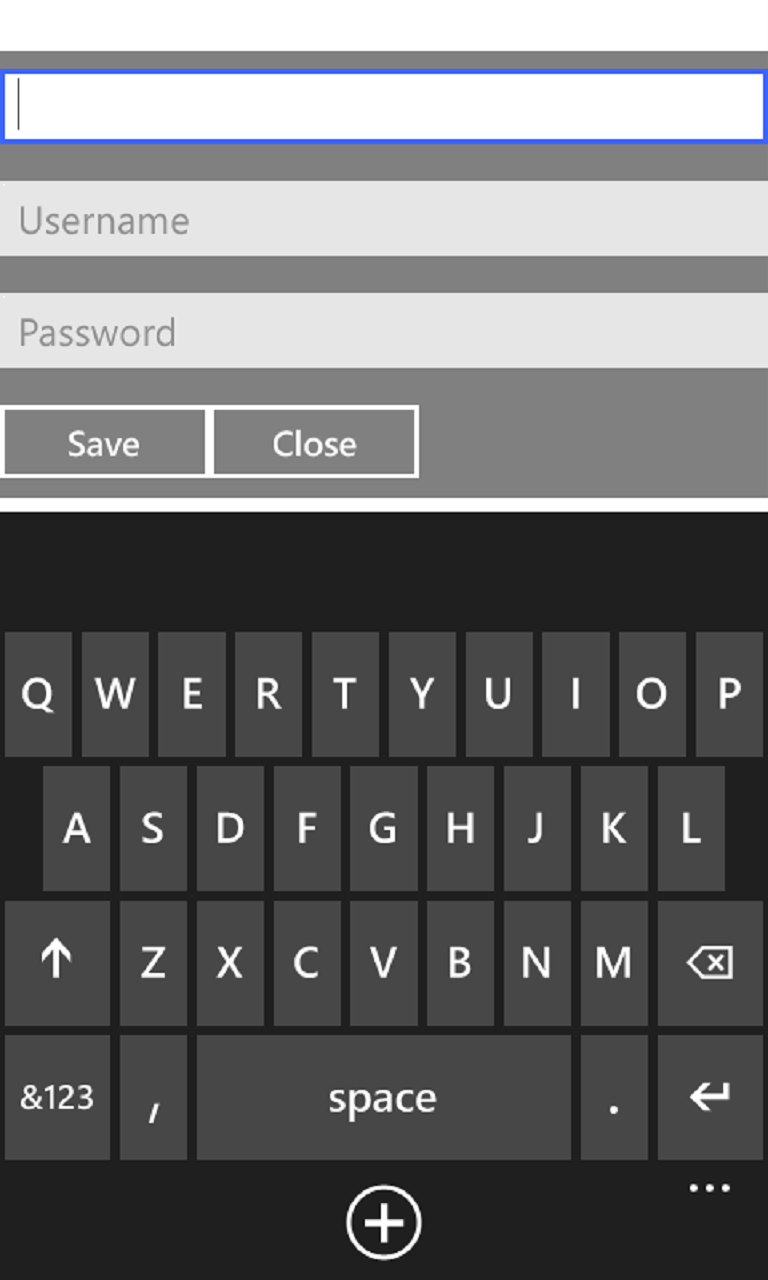 Username
Password
Save Close
Q W E R T Y U I O P
A S D F G H J K L
Z X C V B N M
&123 , space .